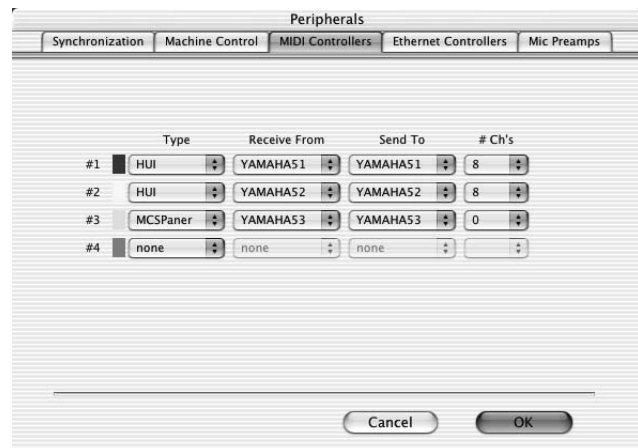 Peripherals
Synchronization Machine Control MIDI Controllers Ethernet Controllers Mic Preamps
Type Receive From Send To # Ch's
#1 HUI YAMAHA51 YAMAHA51 8
#2 HUI YAMAHA52 YAMAHA52 8
#3 MCSPaner YAMAHA53 YAMAHA53 0
#4 none none none
Cancel OK